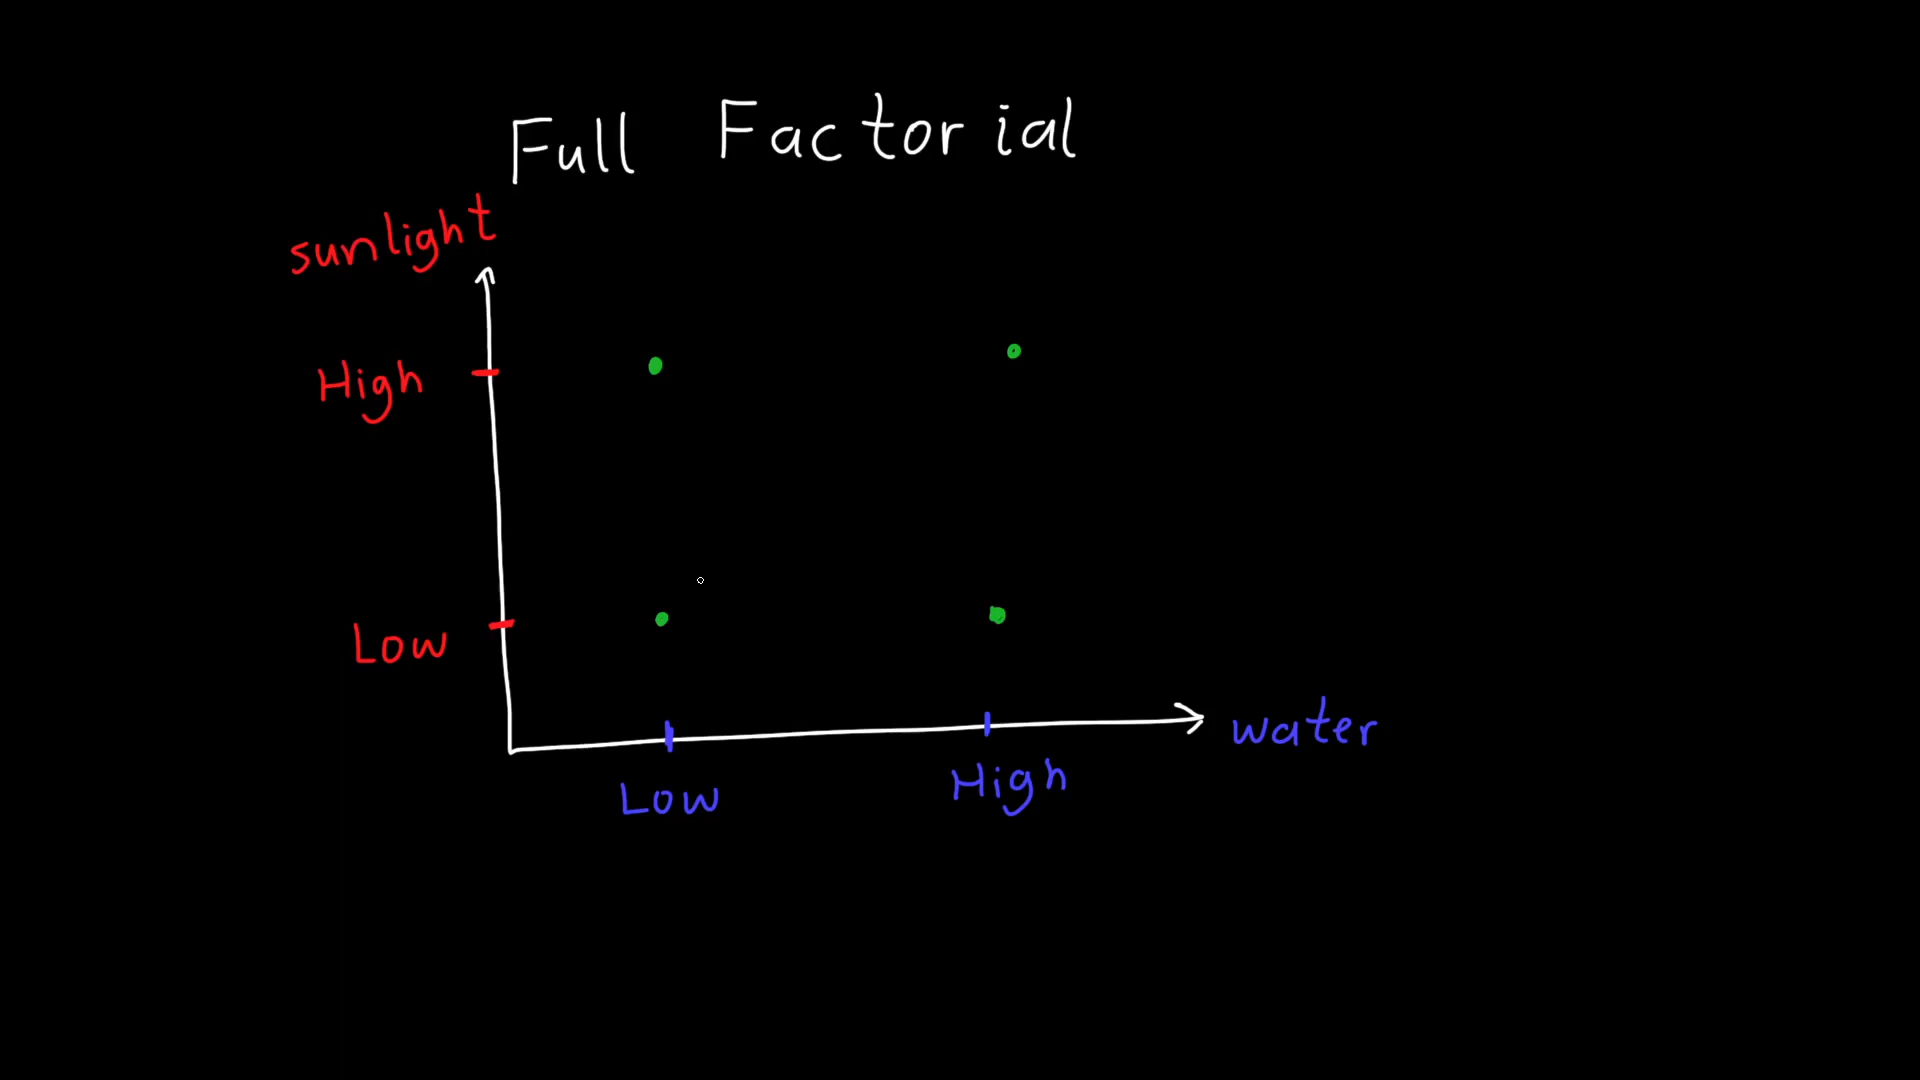 Full Factorial
sunlight
High
Low
water
Low High